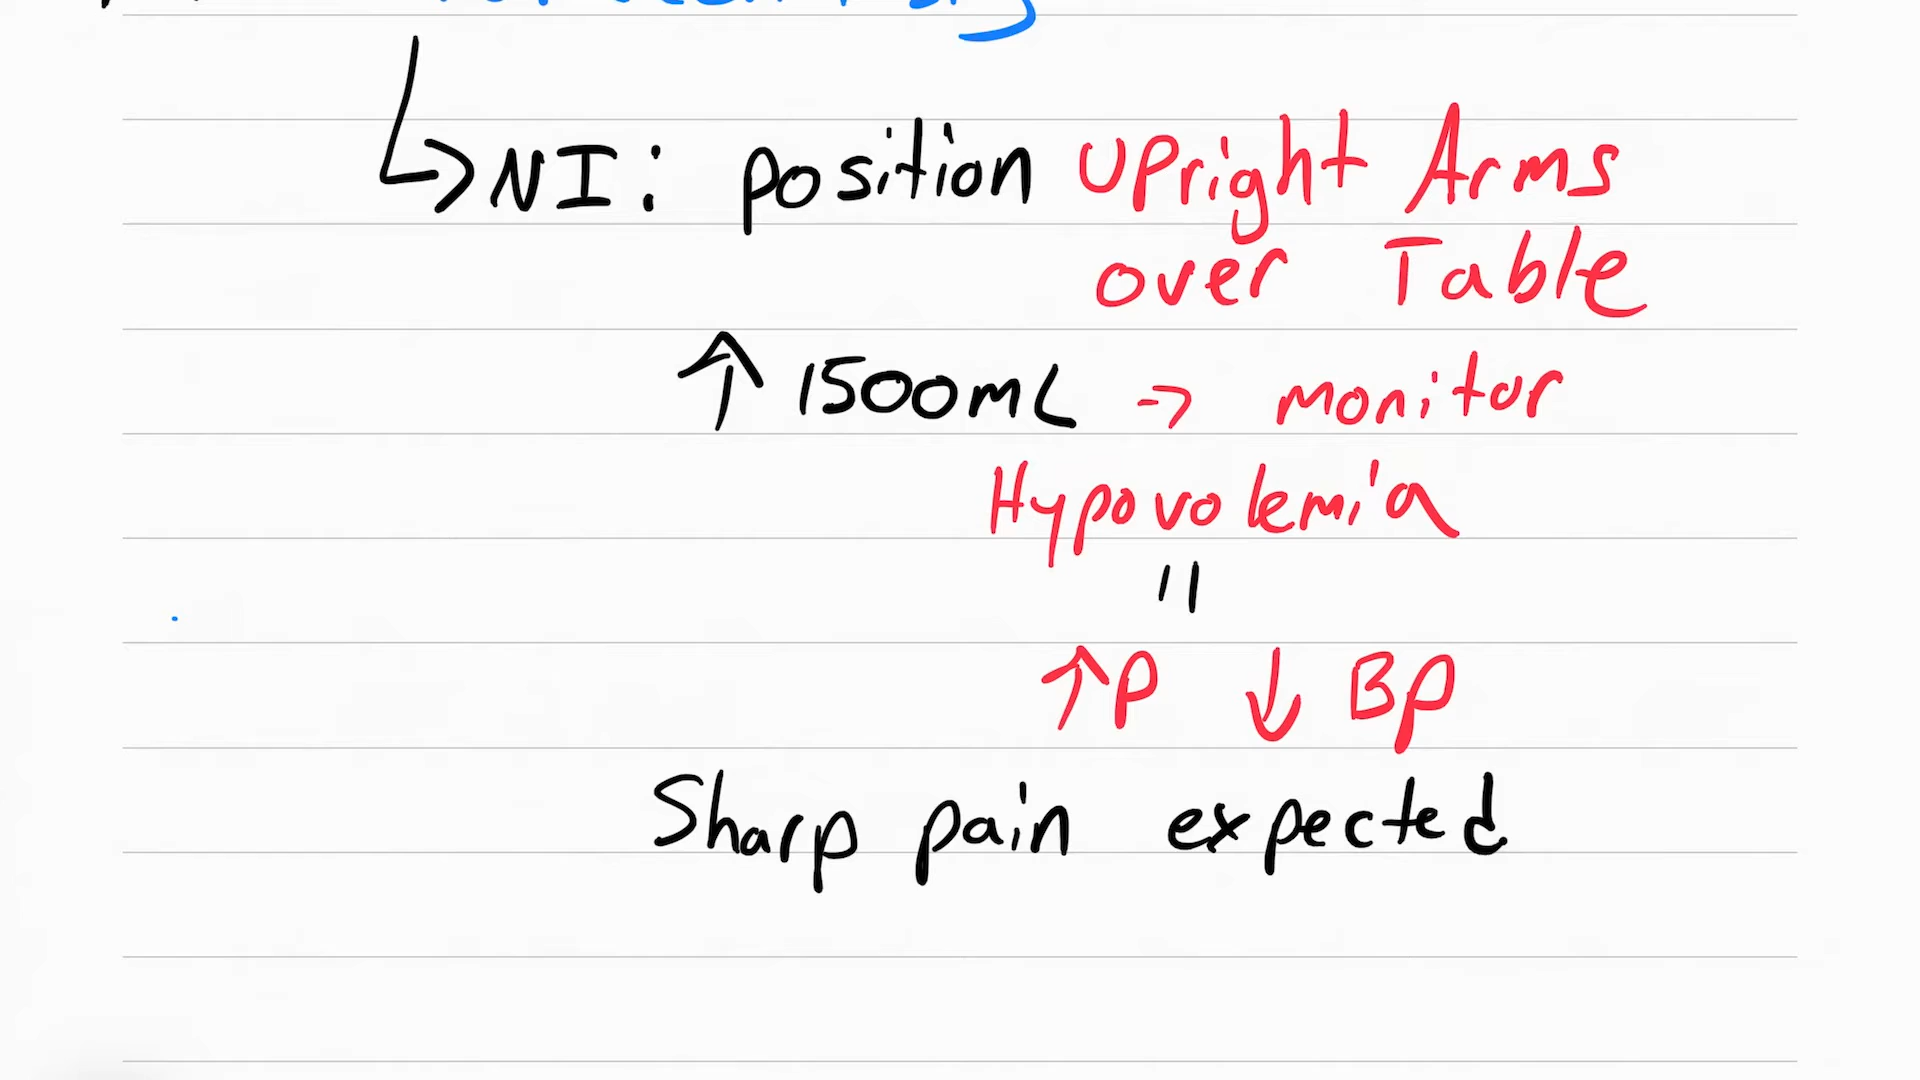 ↳ NI: position Upright Arms
over Table
↑ 1500mL → monitor
Hypovolemia
||
↑P ↓ BP
Sharp pain expected